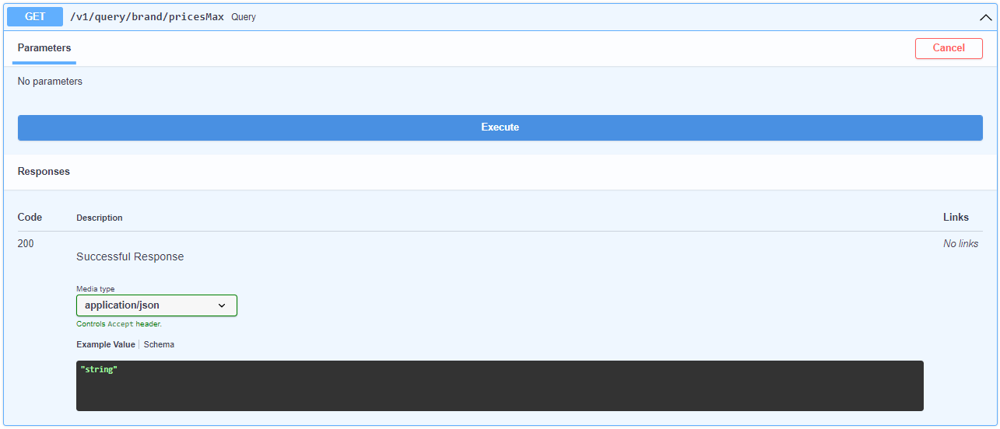 GET /v1/query/brand/pricesMax Query
Parameters Cancel
No parameters
Execute
Responses
Code Description Links
200 No links
Successful Response
Media type
application/json
Controls Accept header.
Example Value Schema
"string"